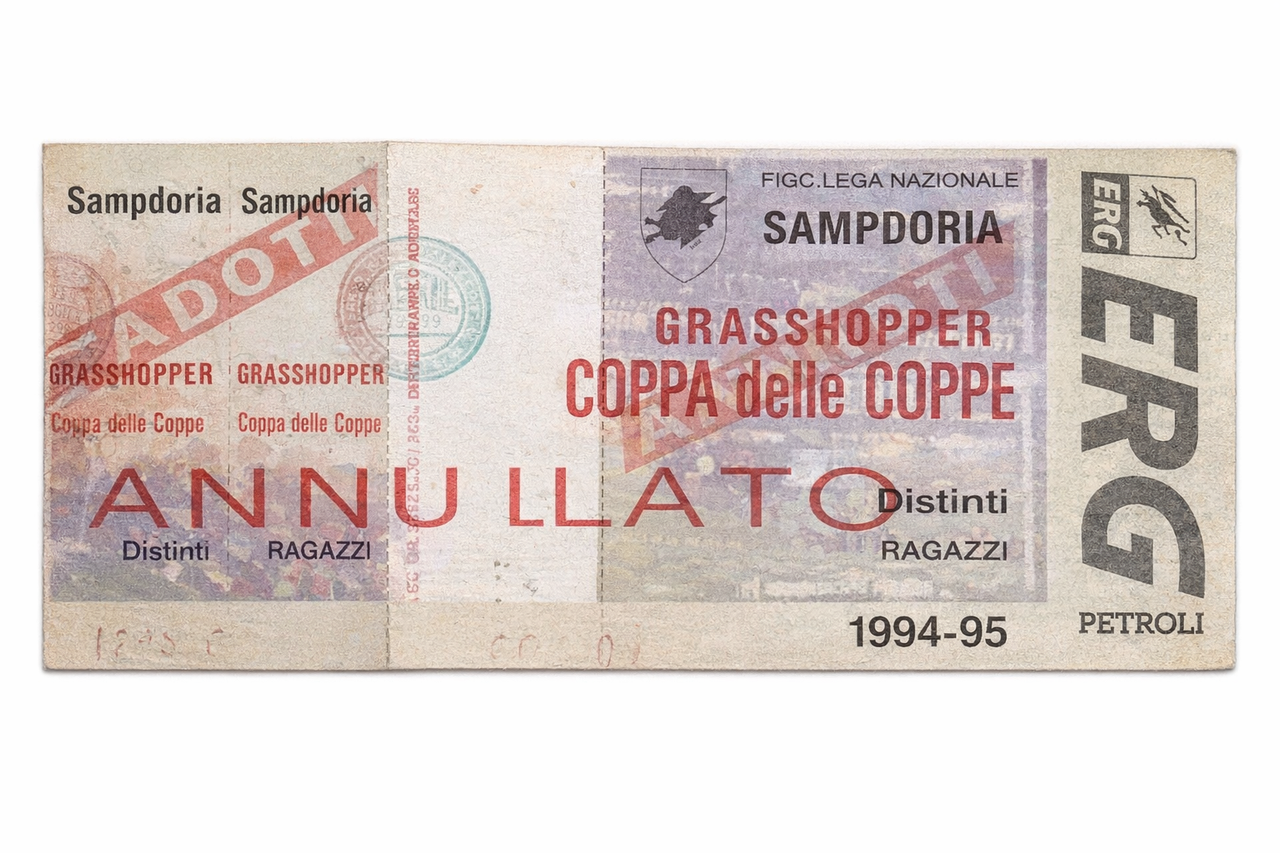 Sampdoria
Sampdoria
GRASSHOPPER
GRASSHOPPER
Coppa delle Coppe
Coppa delle Coppe
Distinti
RAGAZZI
ANNULLATO
FIGC.LEGA NAZIONALE
SAMPDORIA
GRASSHOPPER
COPPA delle COPPE
Distinti
RAGAZZI
1994-95
ERG
ERG
PETROLI